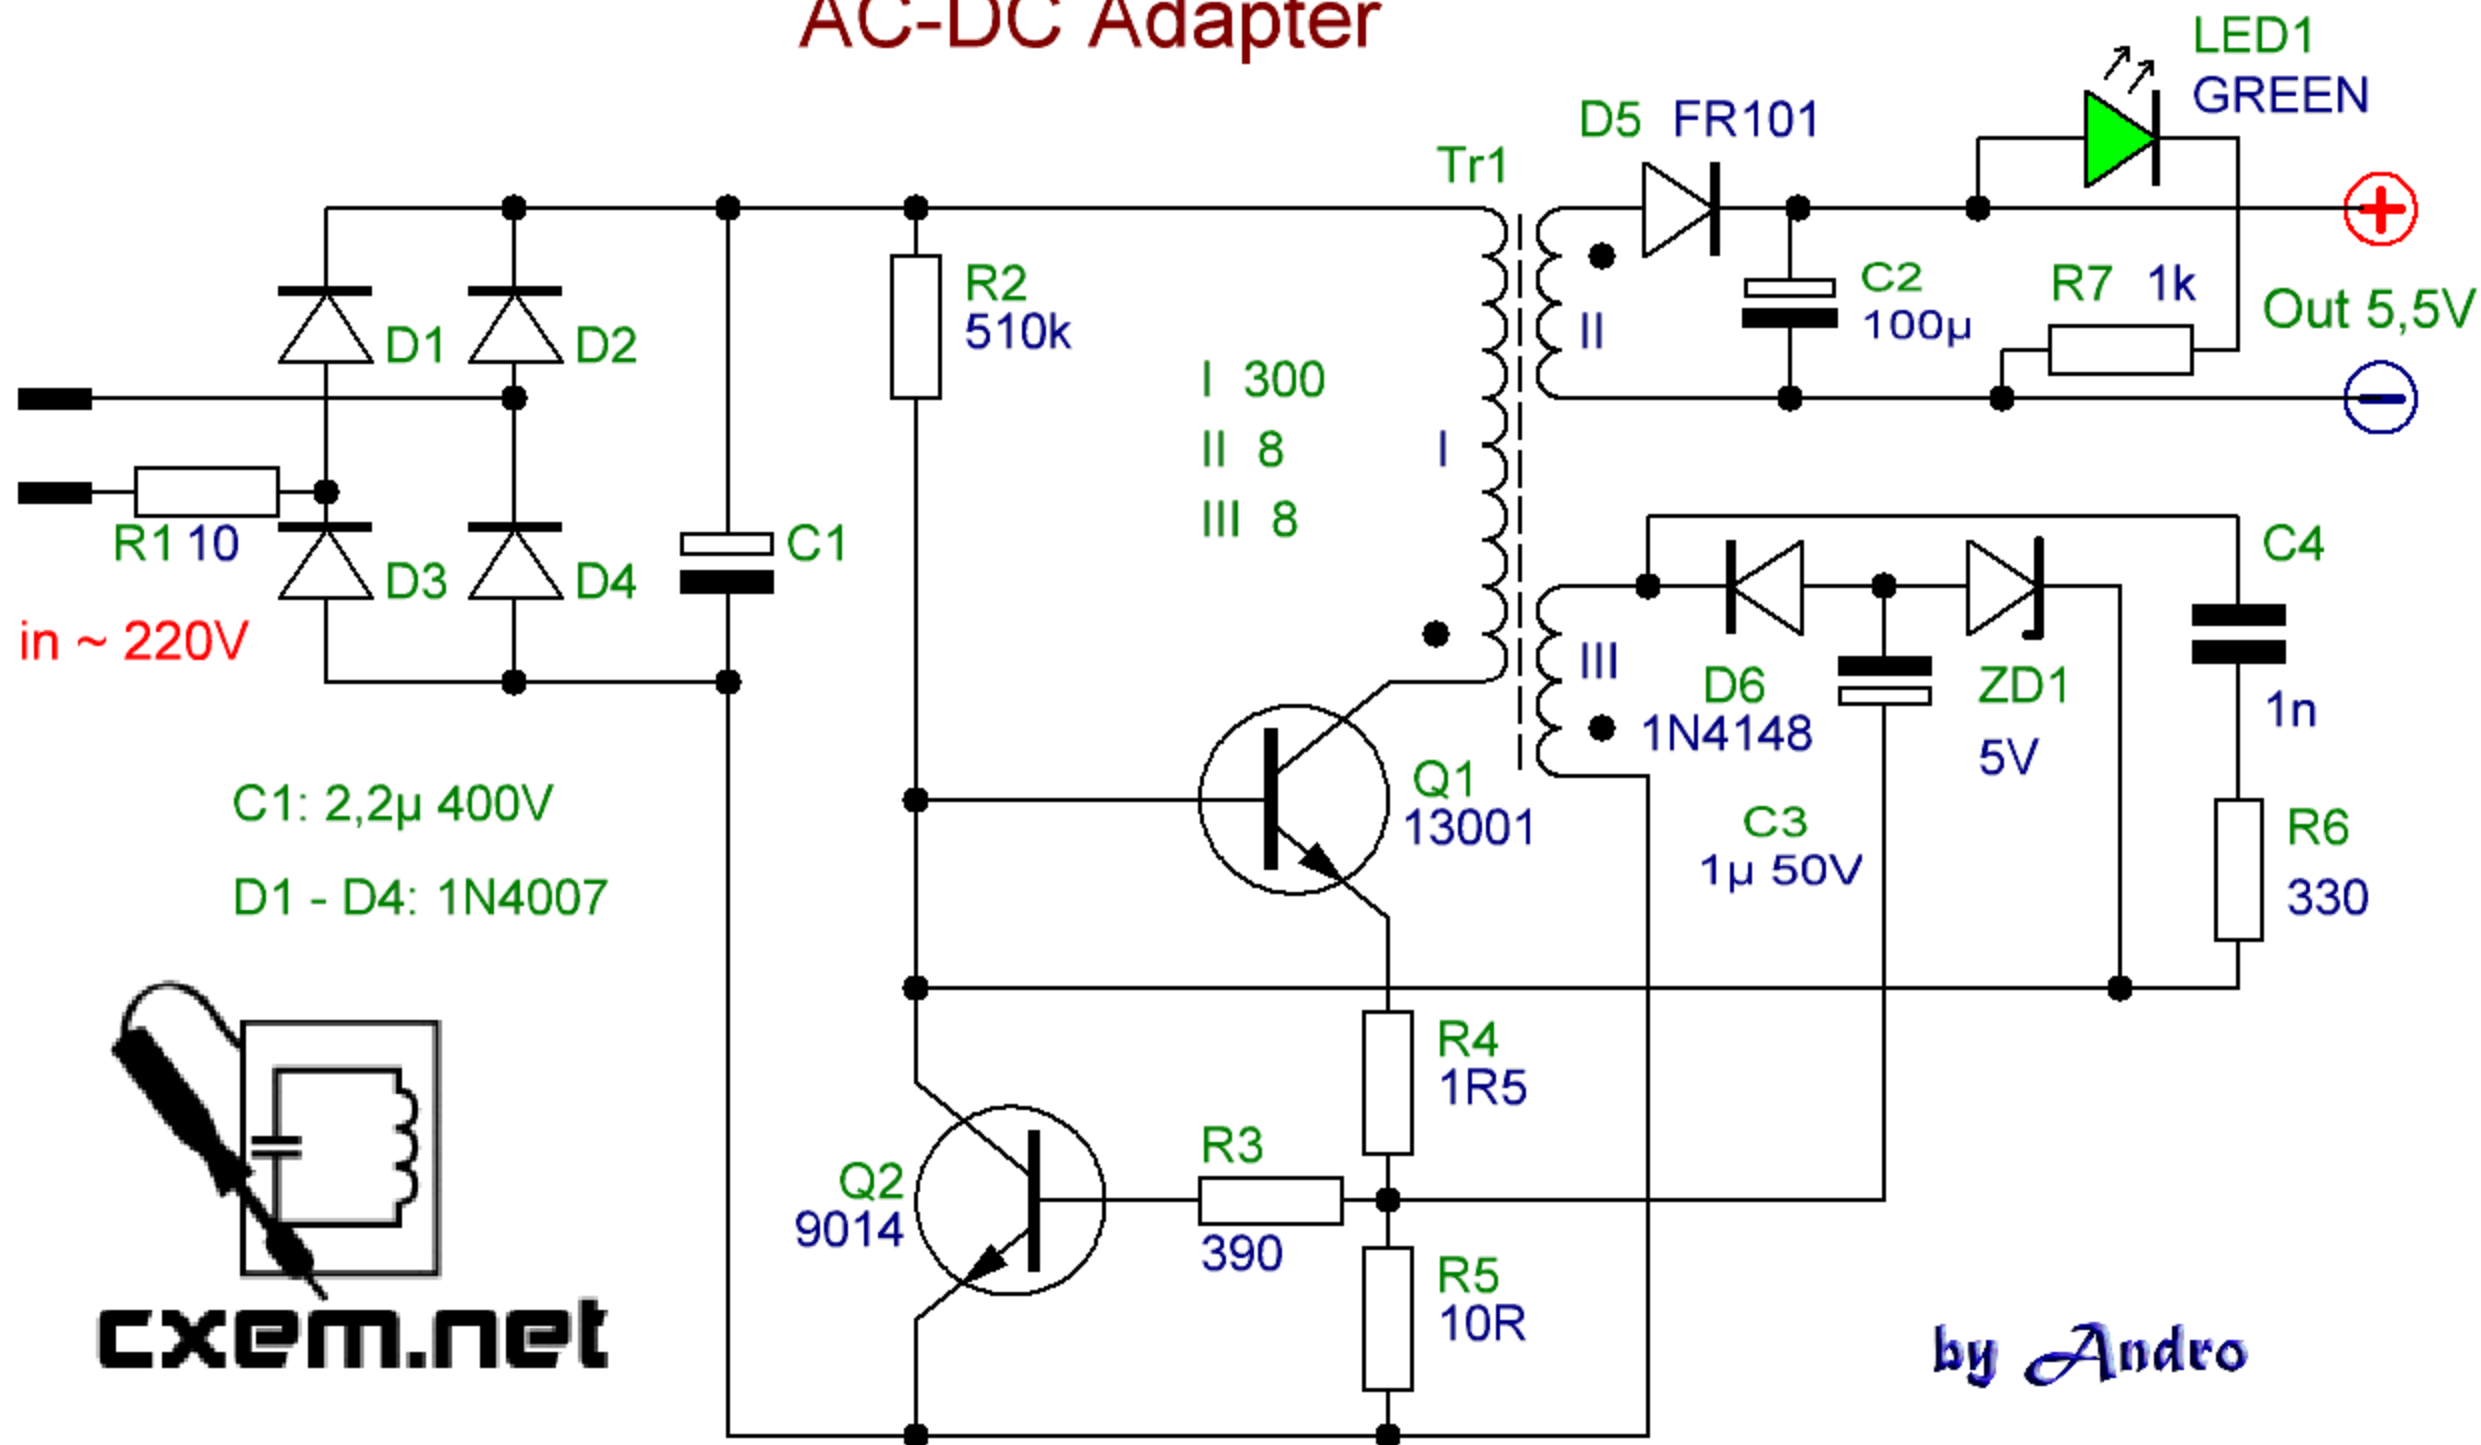 AC-DC Adapter
LED1
GREEN
D5 FR101
Tr1
R2
510k
C2
100µ
R7 1k
Out 5,5V
D1
D2
II
I 300
II 8
III 8
I
R1 10
D3
D4
C1
C4
in ~ 220V
III
D6
1N4148
ZD1
5V
1n
C1: 2,2µ 400V
Q1
13001
C3
1µ 50V
R6
330
D1 - D4: 1N4007
R4
1R5
R3
390
Q2
9014
R5
10R
cxem.net
by Andro